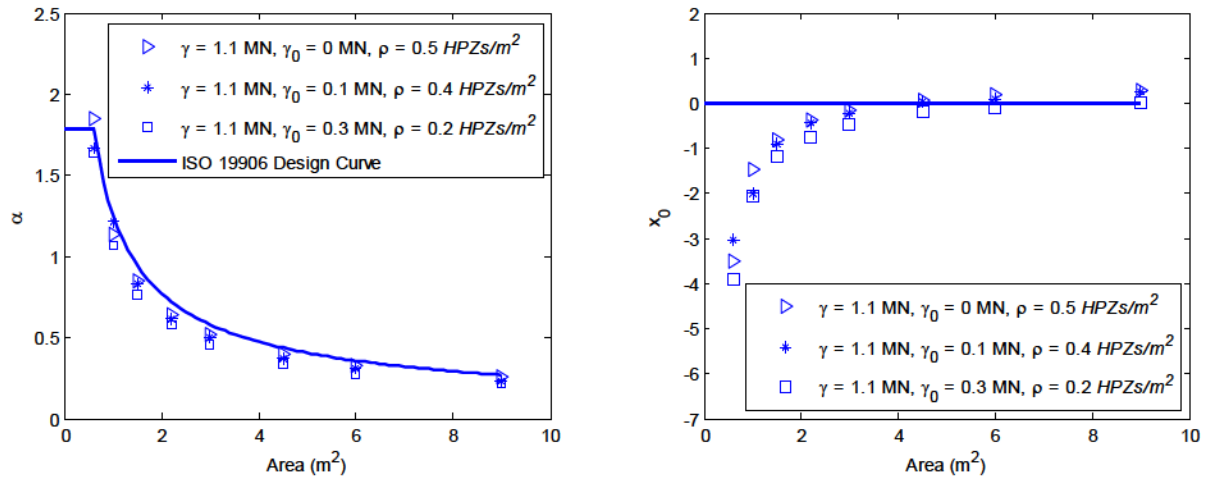 2.5
2
1.5
1
0.5
0
α
γ = 1.1 MN, γ0 = 0 MN, ρ = 0.5 HPZs/m²
γ = 1.1 MN, γ0 = 0.1 MN, ρ = 0.4 HPZs/m²
γ = 1.1 MN, γ0 = 0.3 MN, ρ = 0.2 HPZs/m²
ISO 19906 Design Curve
0 2 4 6 8 10
Area (m²)
2
1
0
-1
-2
-3
-4
-5
-6
-7
x0
γ = 1.1 MN, γ0 = 0 MN, ρ = 0.5 HPZs/m²
γ = 1.1 MN, γ0 = 0.1 MN, ρ = 0.4 HPZs/m²
γ = 1.1 MN, γ0 = 0.3 MN, ρ = 0.2 HPZs/m²
0 2 4 6 8 10
Area (m²)